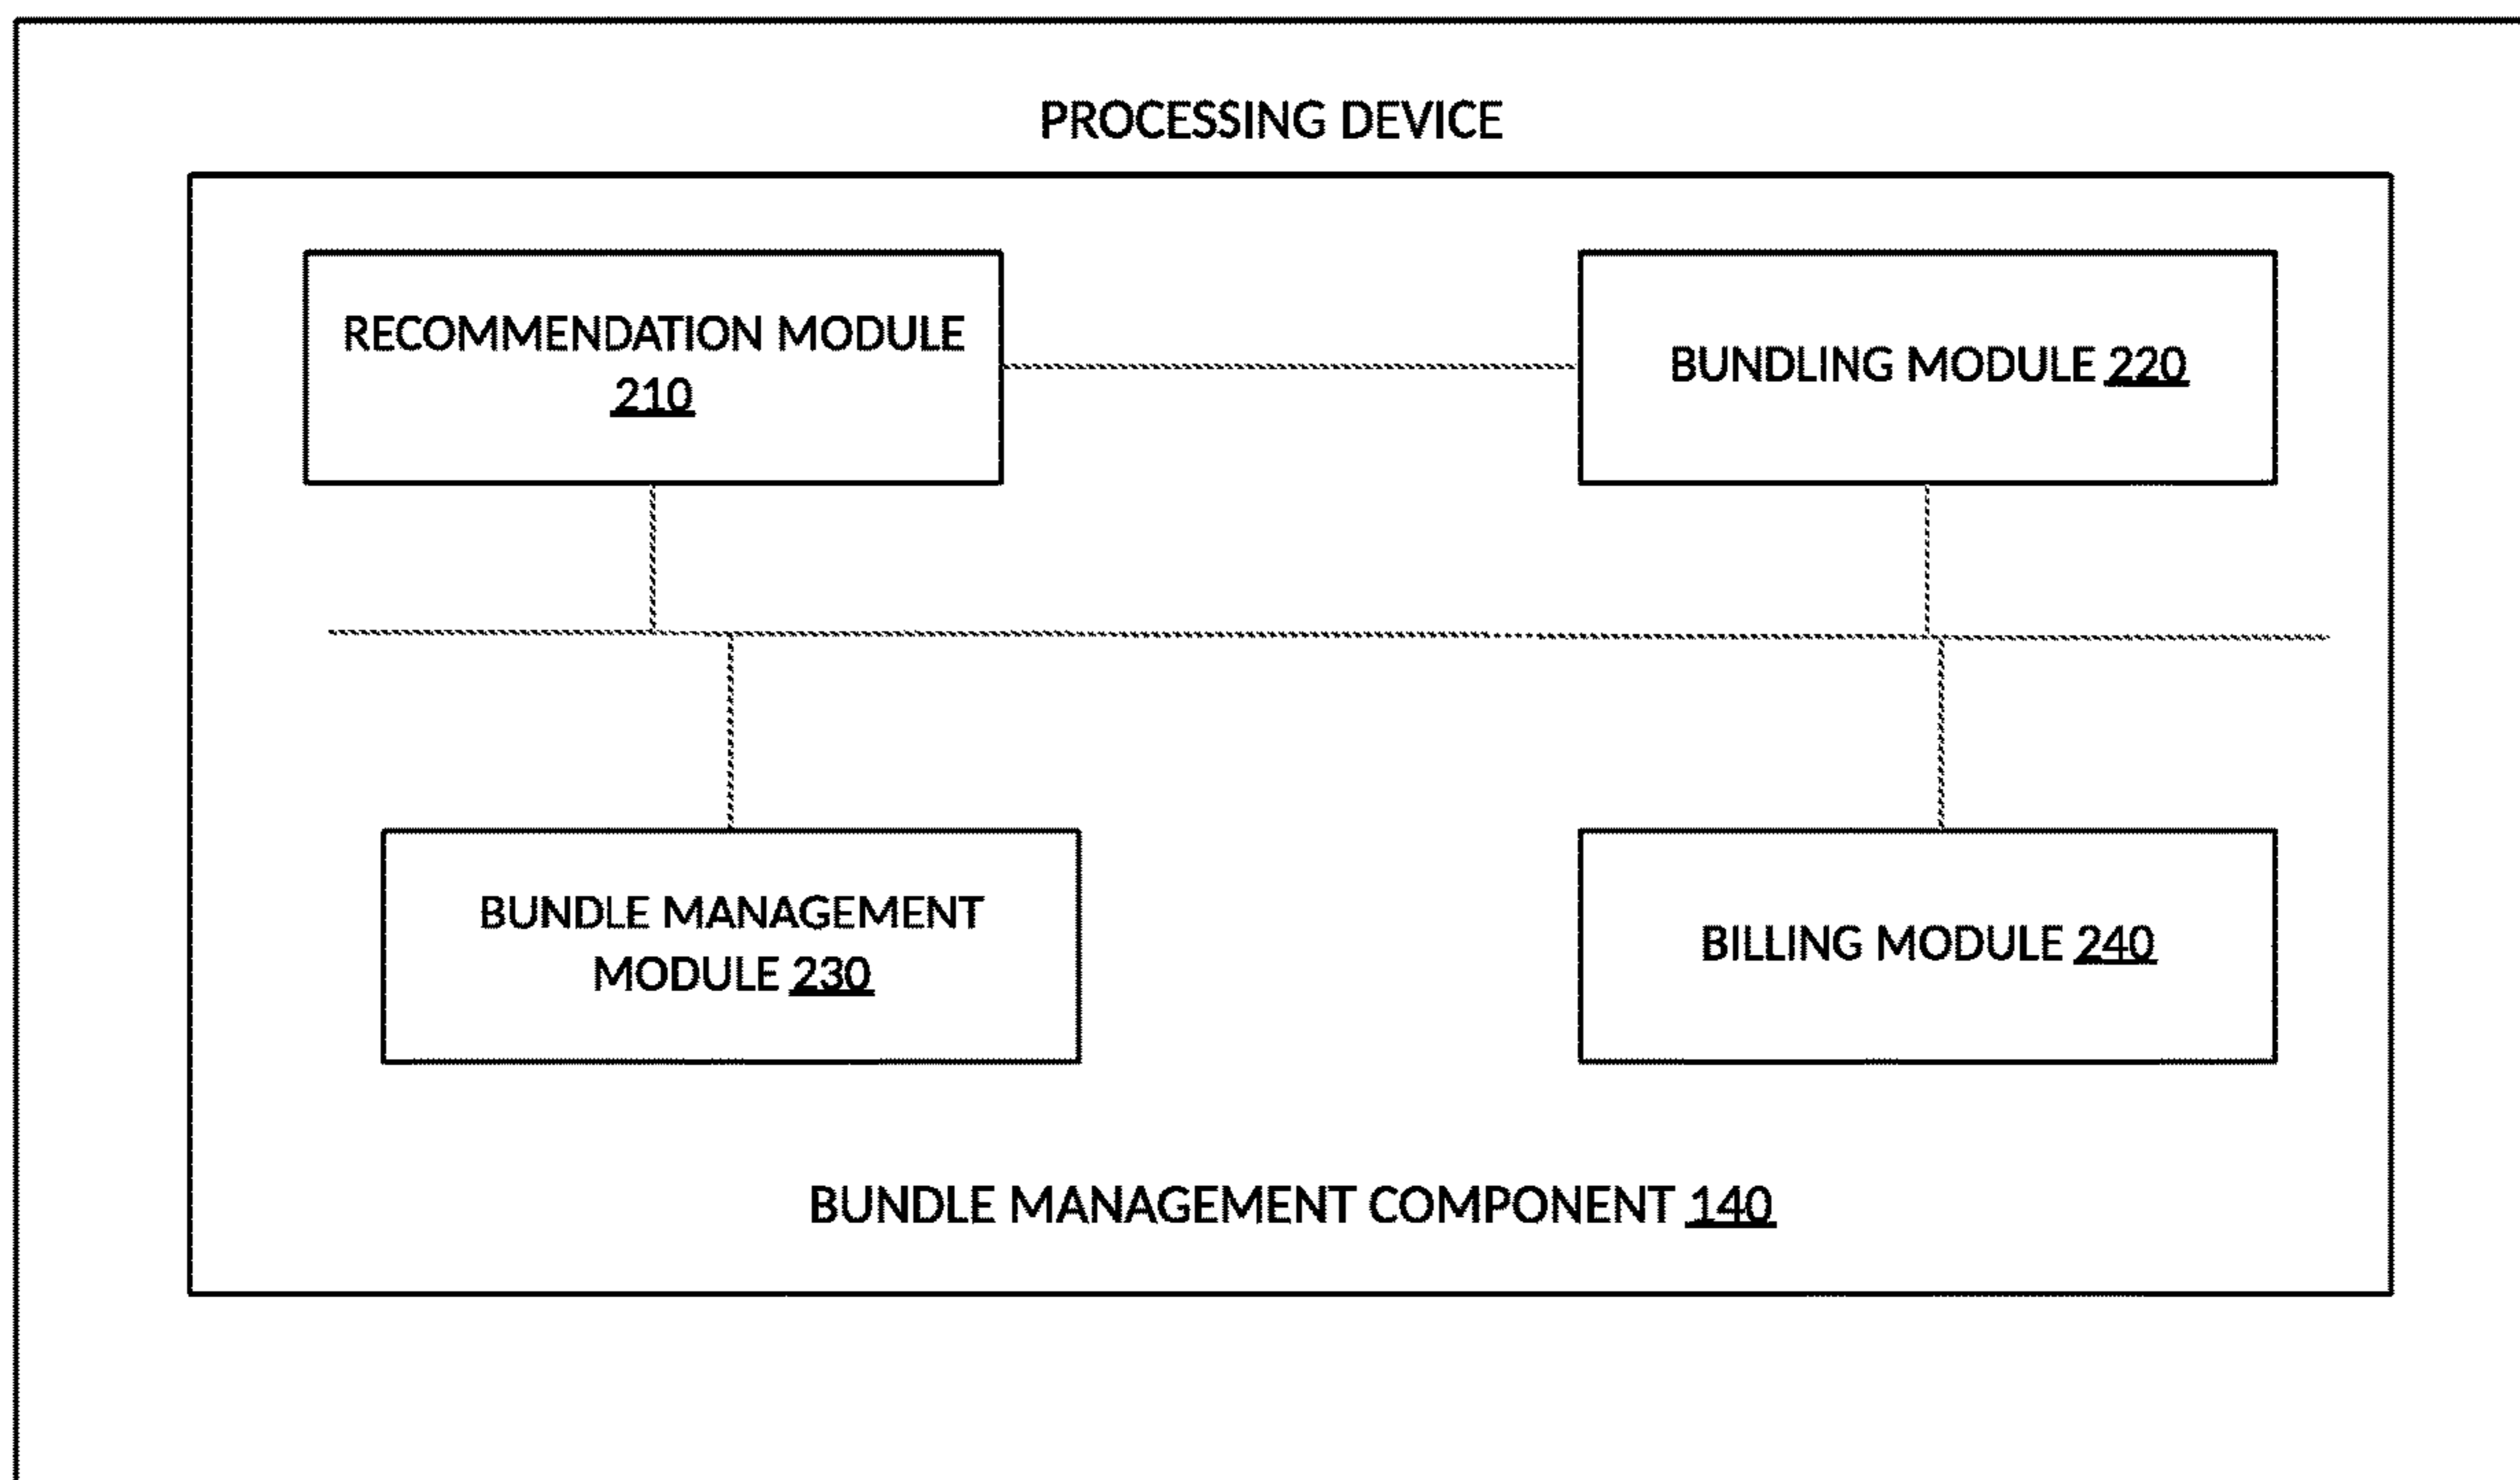 PROCESSING DEVICE
RECOMMENDATION MODULE
210
BUNDLING MODULE 220
BUNDLE MANAGEMENT
MODULE 230
BILLING MODULE 240
BUNDLE MANAGEMENT COMPONENT 140